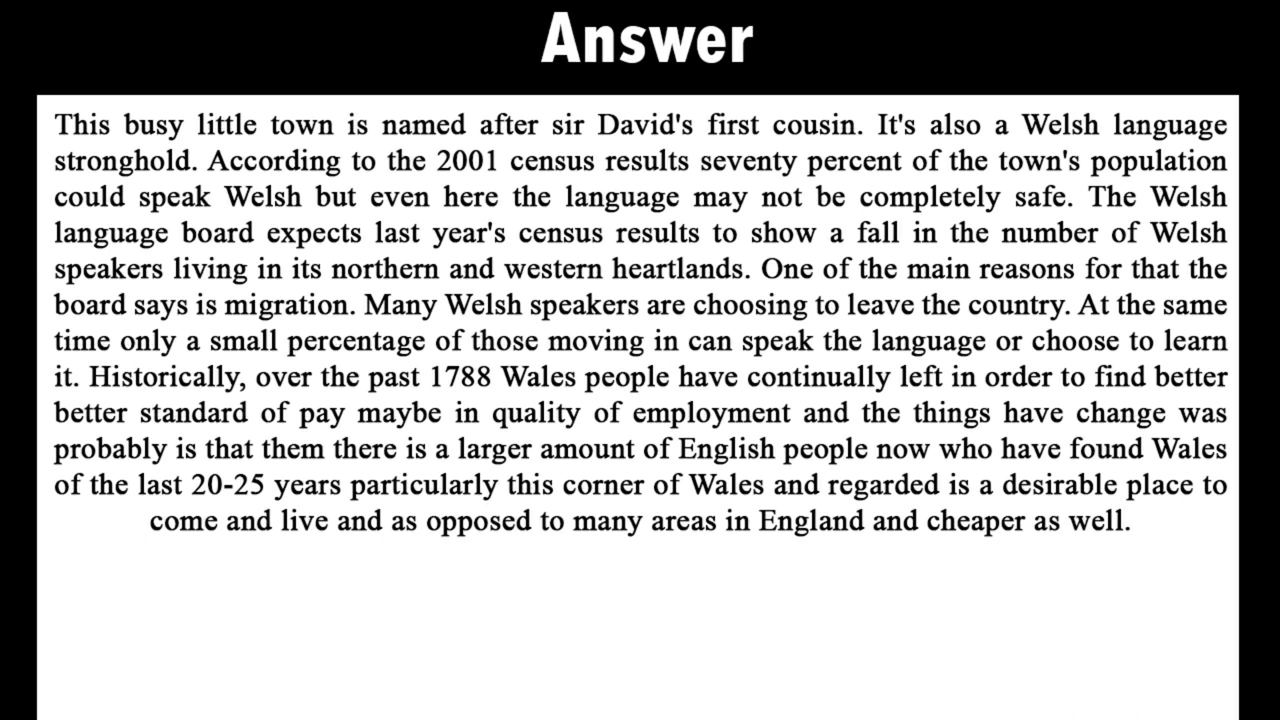 Answer
This busy little town is named after sir David's first cousin. It's also a Welsh language
stronghold. According to the 2001 census results seventy percent of the town's population
could speak Welsh but even here the language may not be completely safe. The Welsh
language board expects last year's census results to show a fall in the number of Welsh
speakers living in its northern and western heartlands. One of the main reasons for that the
board says is migration. Many Welsh speakers are choosing to leave the country. At the same
time only a small percentage of those moving in can speak the language or choose to learn
it. Historically, over the past 1788 Wales people have continually left in order to find better
better standard of pay maybe in quality of employment and the things have change was
probably is that them there is a larger amount of English people now who have found Wales
of the last 20-25 years particularly this corner of Wales and regarded is a desirable place to
come and live and as opposed to many areas in England and cheaper as well.